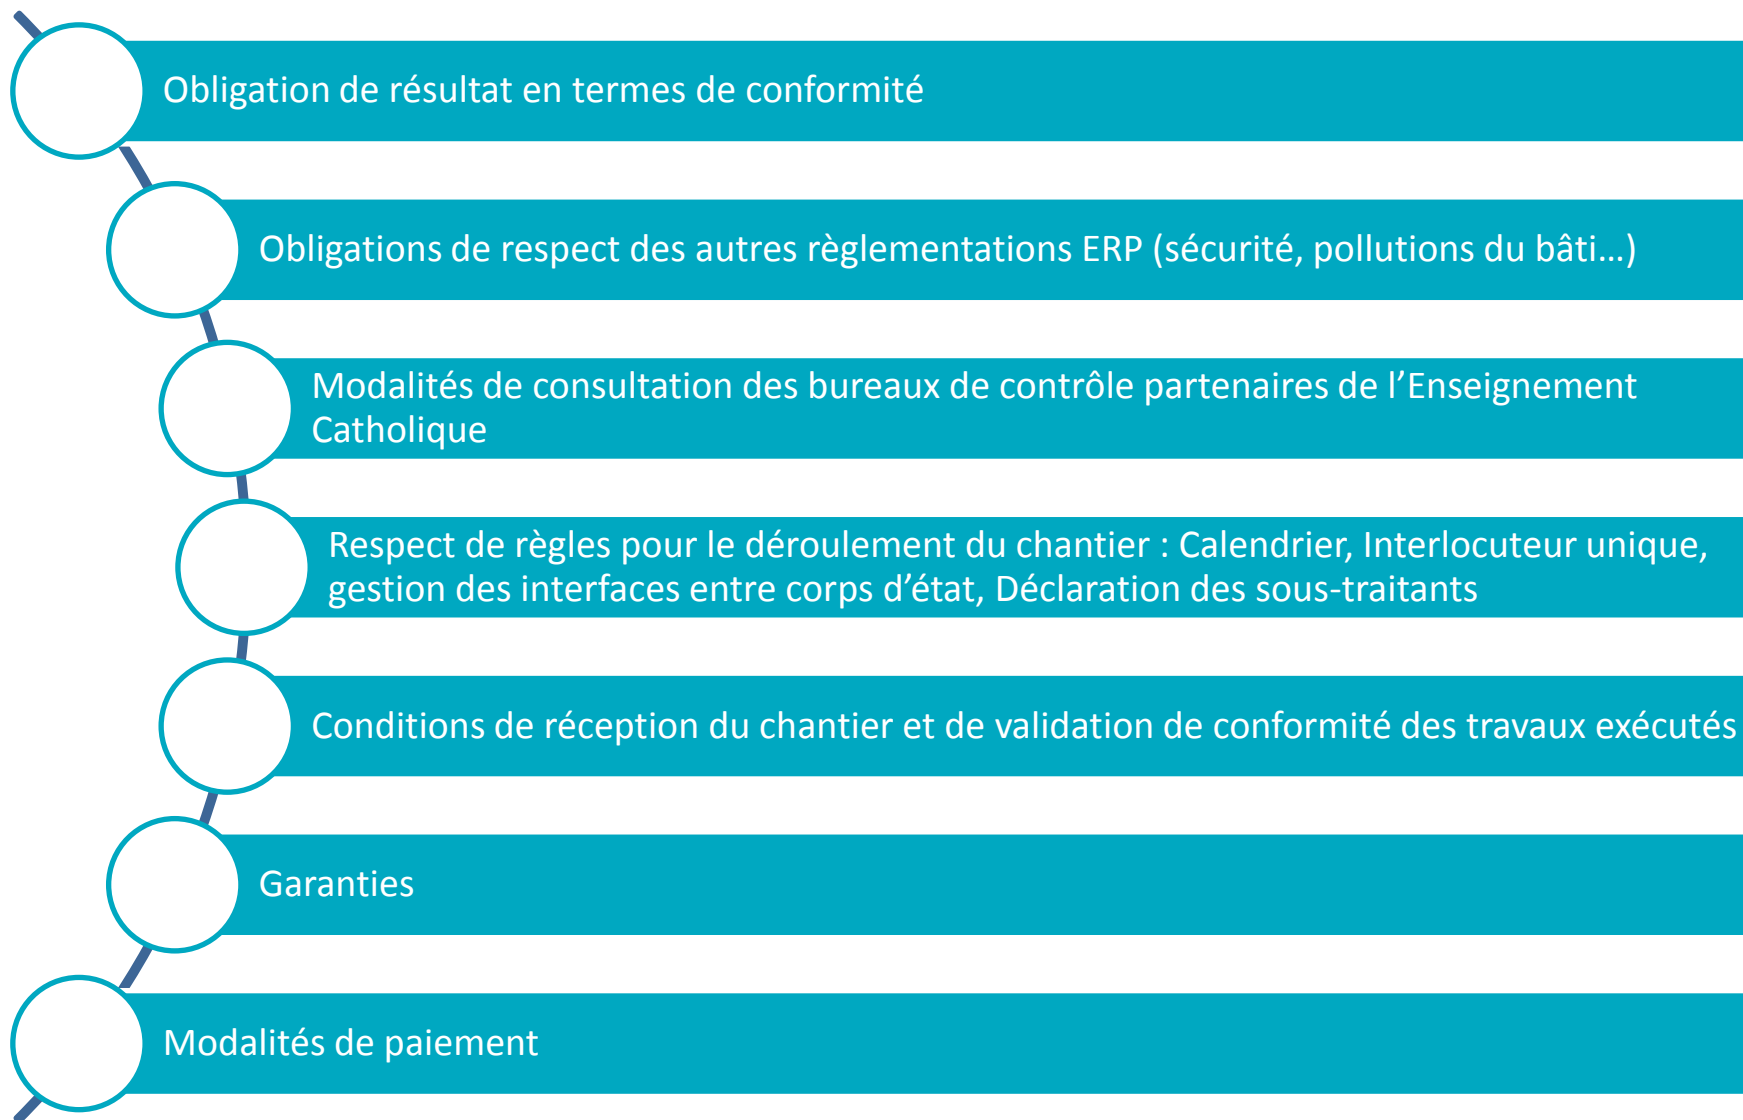 Obligation de résultat en termes de conformité
Obligations de respect des autres règlementations ERP (sécurité, pollutions du bâti…)
Modalités de consultation des bureaux de contrôle partenaires de l’Enseignement
Catholique
Respect de règles pour le déroulement du chantier : Calendrier, Interlocuteur unique,
gestion des interfaces entre corps d’état, Déclaration des sous-traitants
Conditions de réception du chantier et de validation de conformité des travaux exécutés
Garanties
Modalités de paiement